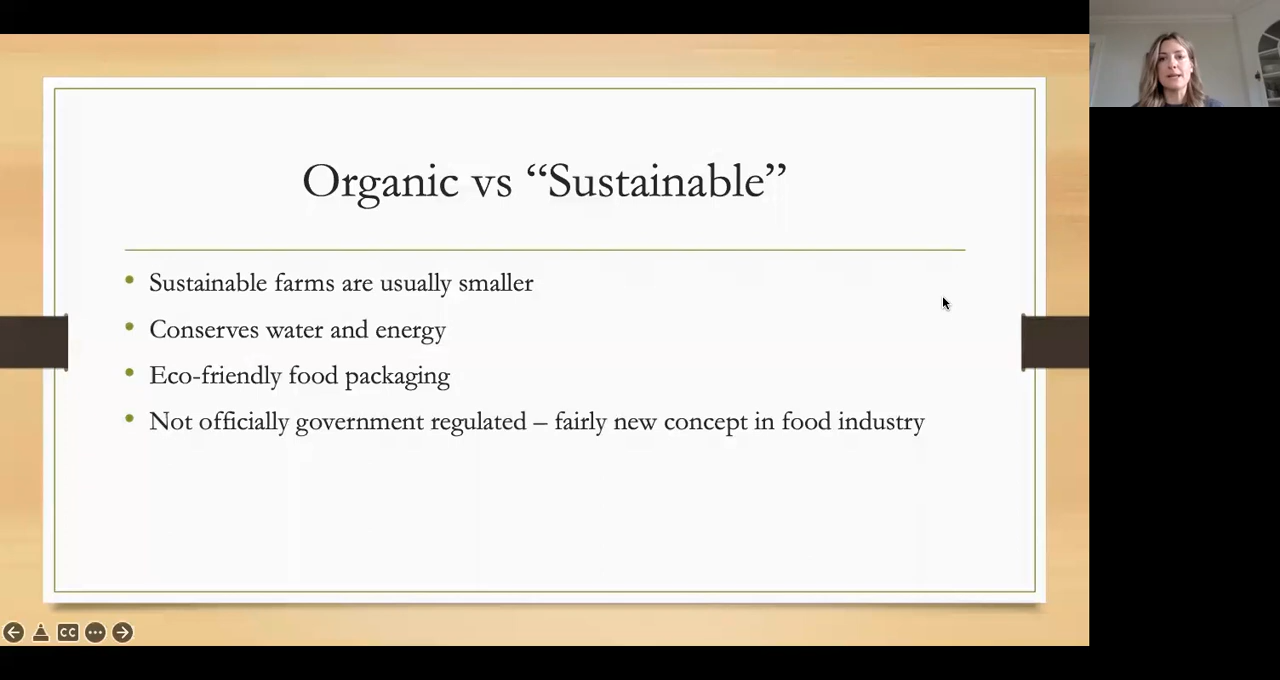 Organic vs “Sustainable”
• Sustainable farms are usually smaller
• Conserves water and energy
• Eco-friendly food packaging
• Not officially government regulated – fairly new concept in food industry
CC